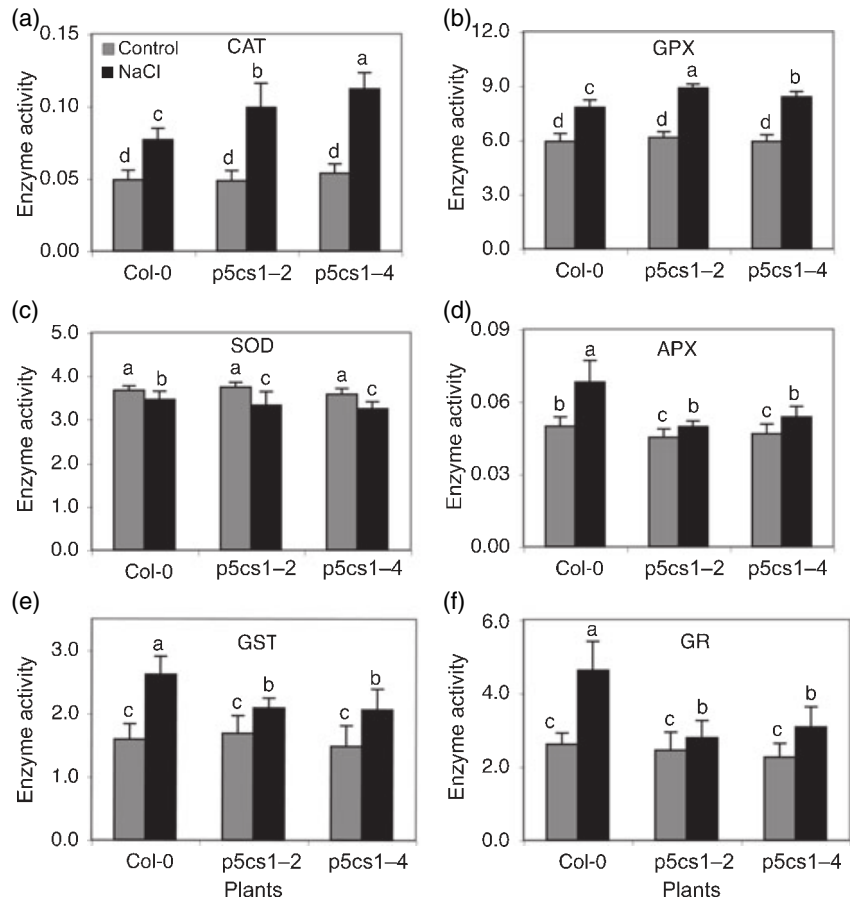 (a)
0.15
0.10
0.05
0.00
Enzyme activity
Control
NaCl
CAT
d c d b d a
Col-0 p5cs1–2 p5cs1–4
(b)
12.0
9.0
6.0
3.0
0.0
Enzyme activity
GPX
d c d a d b
Col-0 p5cs1–2 p5cs1–4
(c)
5.0
4.0
3.0
2.0
1.0
0.0
Enzyme activity
SOD
a b a c a c
Col-0 p5cs1–2 p5cs1–4
(d)
0.09
0.06
0.03
0.00
Enzyme activity
APX
b a c b c b
Col-0 p5cs1–2 p5cs1–4
(e)
3.0
2.0
1.0
0.0
Enzyme activity
GST
c a c b c b
Col-0 p5cs1–2 p5cs1–4
Plants
(f)
6.0
4.0
2.0
0.0
Enzyme activity
GR
c a c b c b
Col-0 p5cs1–2 p5cs1–4
Plants